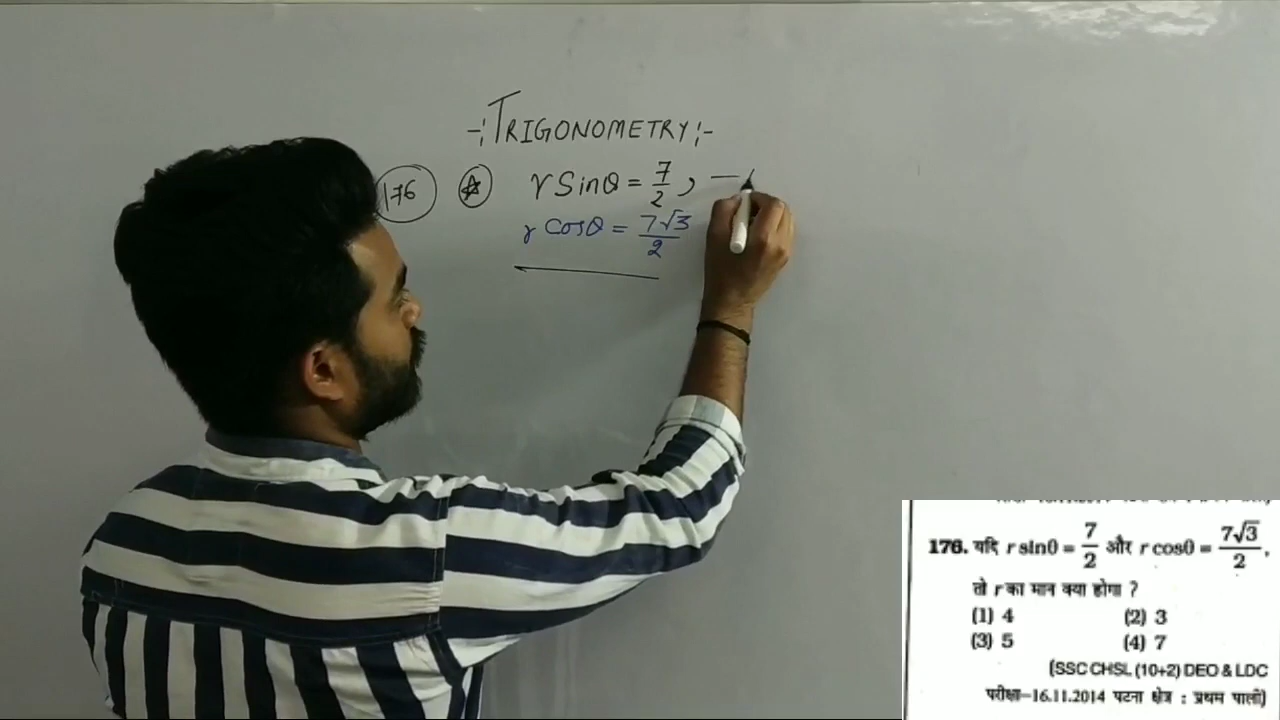 -:TRIGONOMETRY:-
176 r Sinθ = 7/2, —
r cosθ = 7√3/2
176. यदि r sinθ = 7/2 और r cosθ = 7√3/2,
तो r का मान क्या होगा ?
(1) 4 (2) 3
(3) 5 (4) 7
(SSC CHSL (10+2) DEO & LDC
परीक्षा–16.11.2014 पटना क्षेत्र : प्रथम पाली)